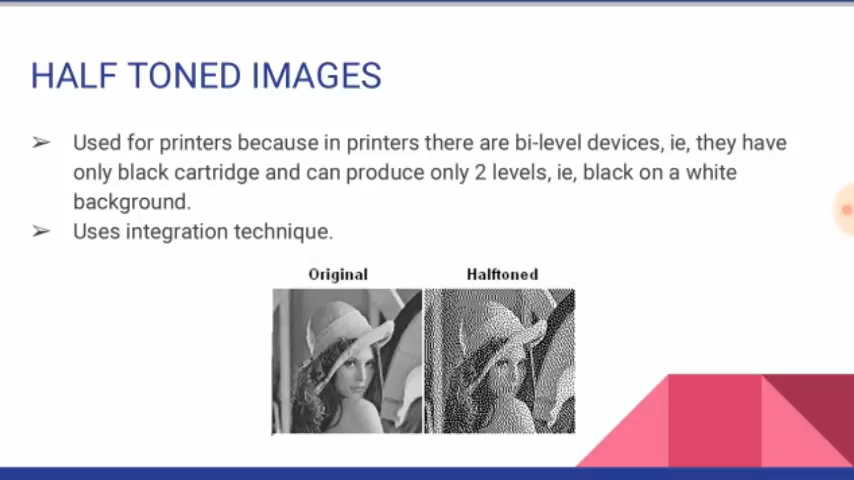 HALF TONED IMAGES
➢ Used for printers because in printers there are bi-level devices, ie, they have
only black cartridge and can produce only 2 levels, ie, black on a white
background.
➢ Uses integration technique.
Original Halftoned